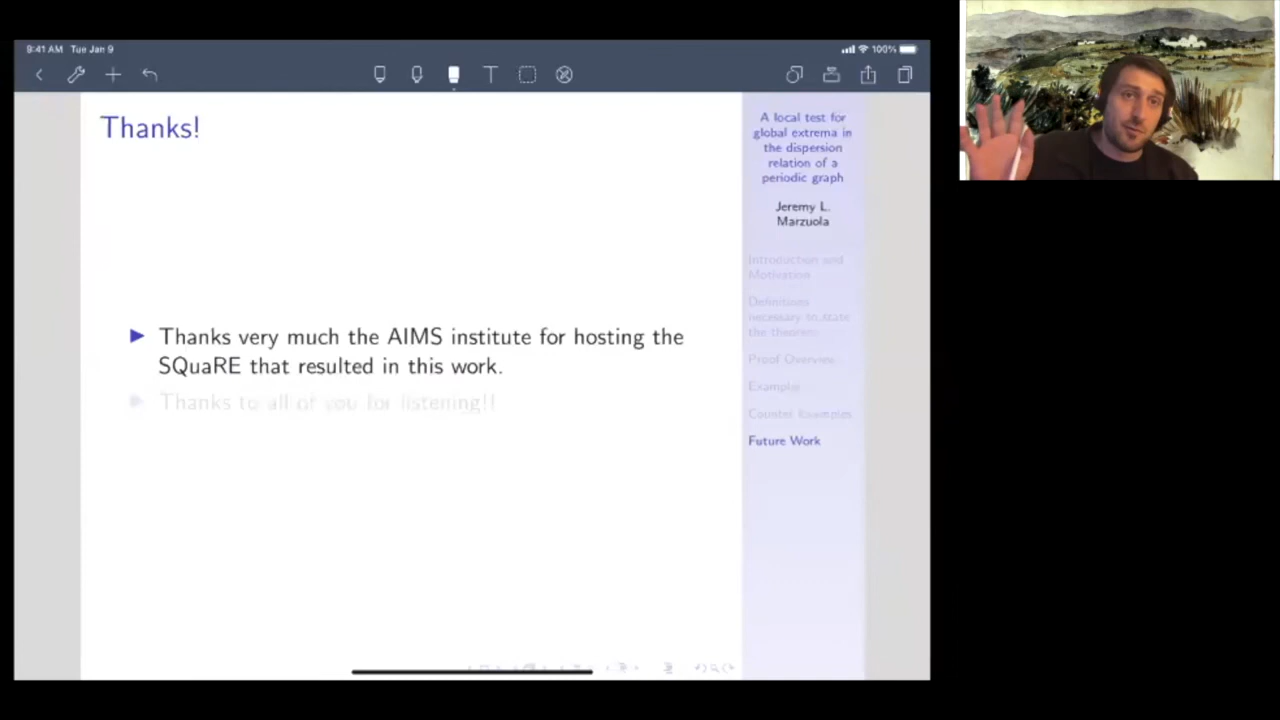 9:41 AM Tue Jan 9
100%
Thanks!
Thanks very much the AIMS institute for hosting the
SQuaRE that resulted in this work.
Thanks to all of you for listening!!
A local test for
global extrema in
the dispersion
relation of a
periodic graph
Jeremy L.
Marzuola
Introduction and
Motivation
Definitions
necessary to state
the theorem
Proof Overview
Examples
Counter Examples
Future Work